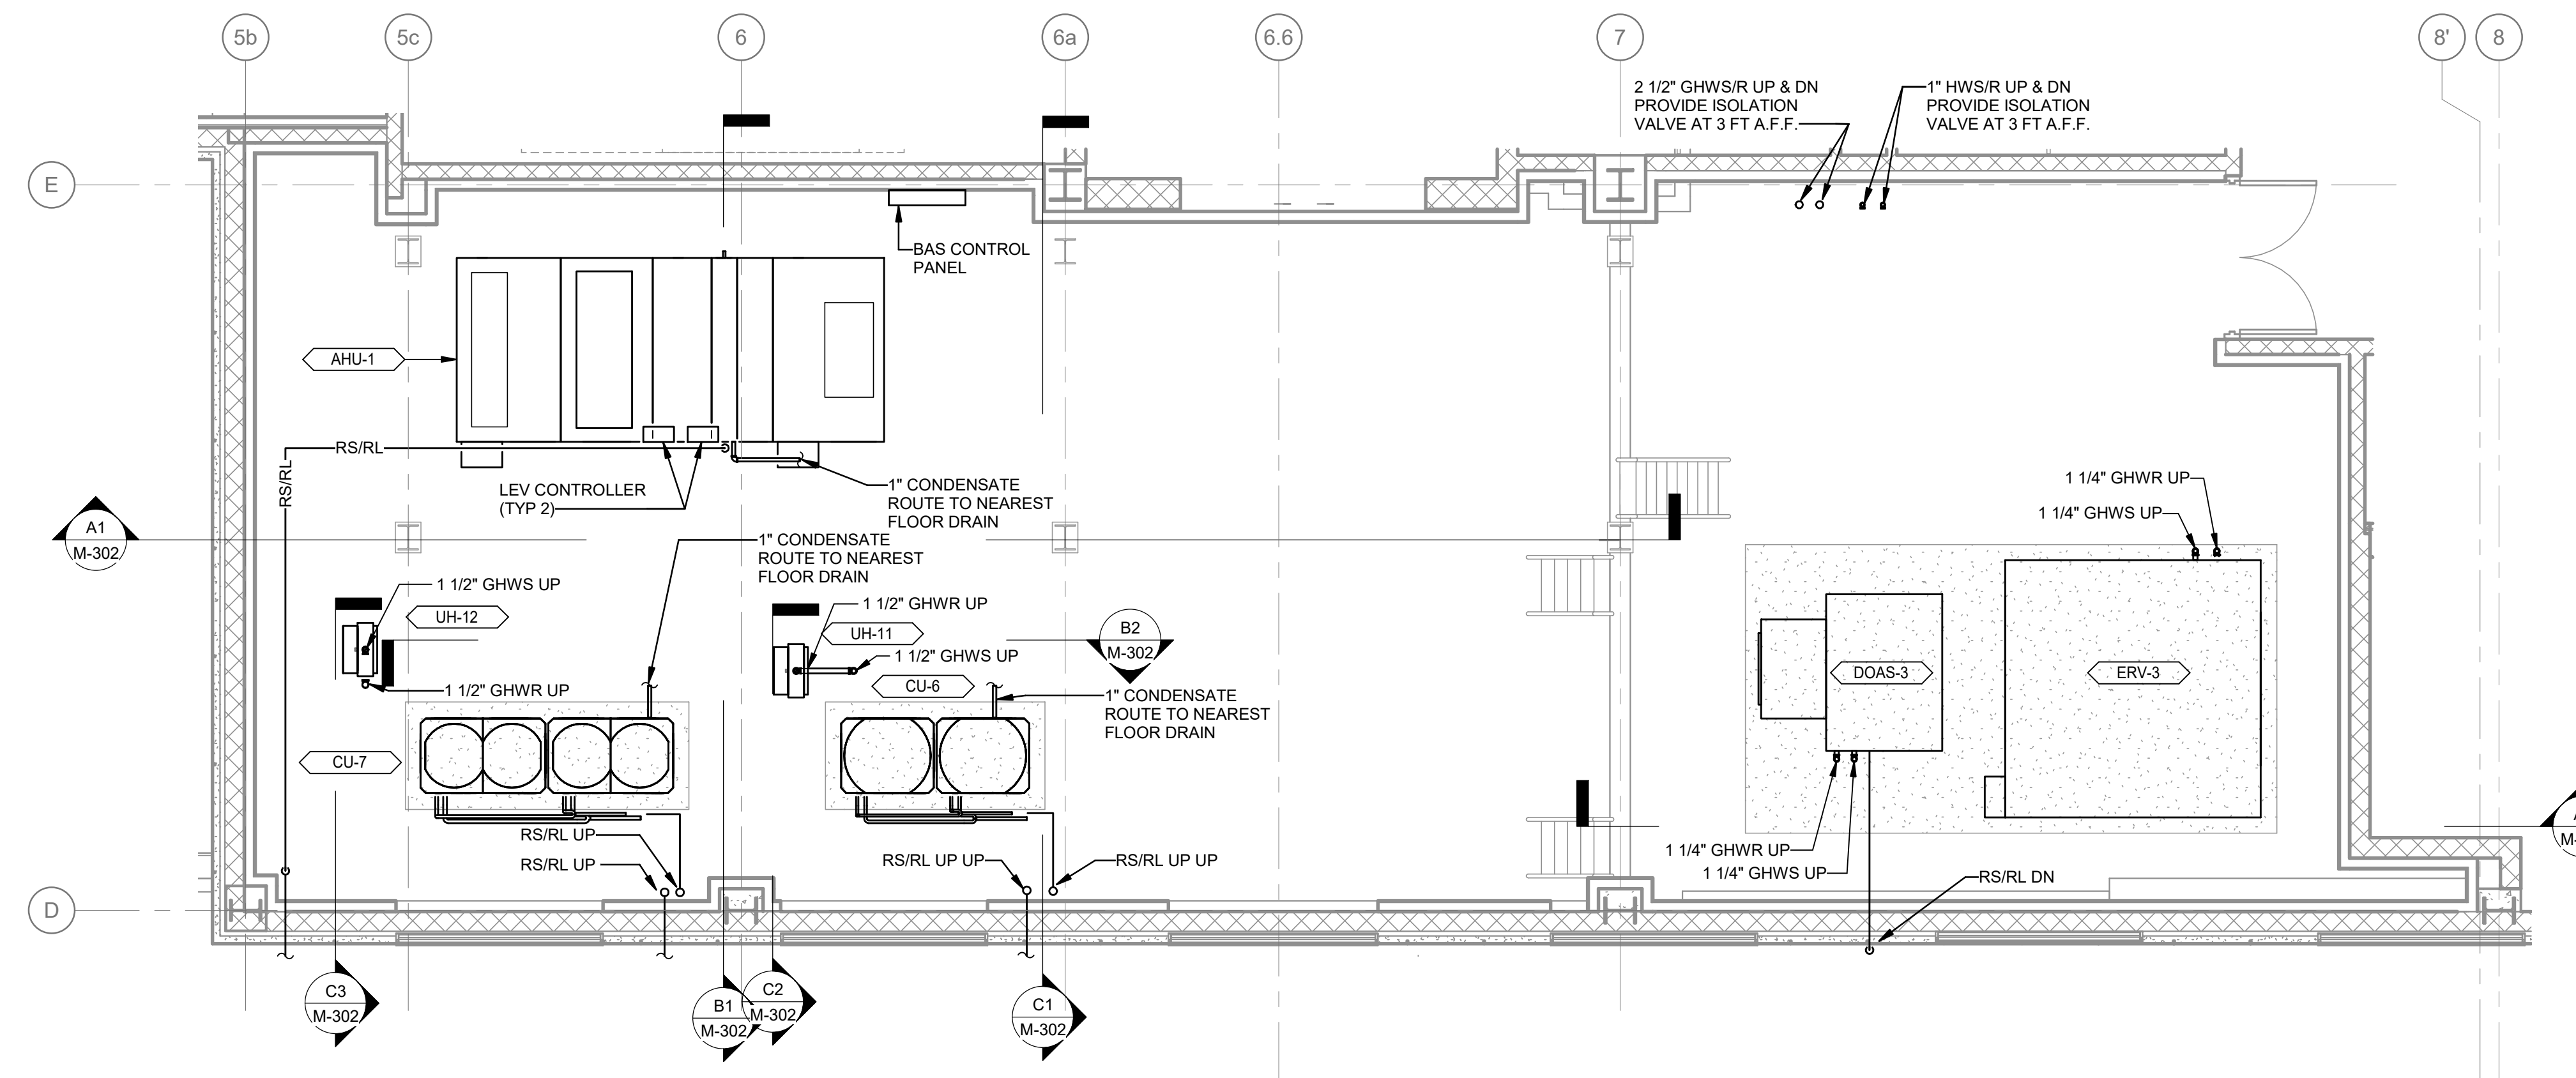 5b
5c
6
6a
6.6
7
8'
8
2 1/2" GHWS/R UP & DN
PROVIDE ISOLATION
VALVE AT 3 FT A.F.F.
1" HWS/R UP & DN
PROVIDE ISOLATION
VALVE AT 3 FT A.F.F.
E
BAS CONTROL
PANEL
AHU-1
RS/RL
RS/RL
LEV CONTROLLER
(TYP 2)
1" CONDENSATE
ROUTE TO NEAREST
FLOOR DRAIN
1 1/4" GHWR UP
1 1/4" GHWS UP
A1
M-302
1" CONDENSATE
ROUTE TO NEAREST
FLOOR DRAIN
1 1/2" GHWS UP
UH-12
1 1/2" GHWR UP
1 1/2" GHWR UP
UH-11
1 1/2" GHWS UP
B2
M-302
CU-6
1" CONDENSATE
ROUTE TO NEAREST
FLOOR DRAIN
DOAS-3
ERV-3
CU-7
RS/RL UP
RS/RL UP
RS/RL UP UP
RS/RL UP UP
1 1/4" GHWR UP
1 1/4" GHWS UP
RS/RL DN
D
C3
M-302
B1
M-302
C2
M-302
C1
M-302